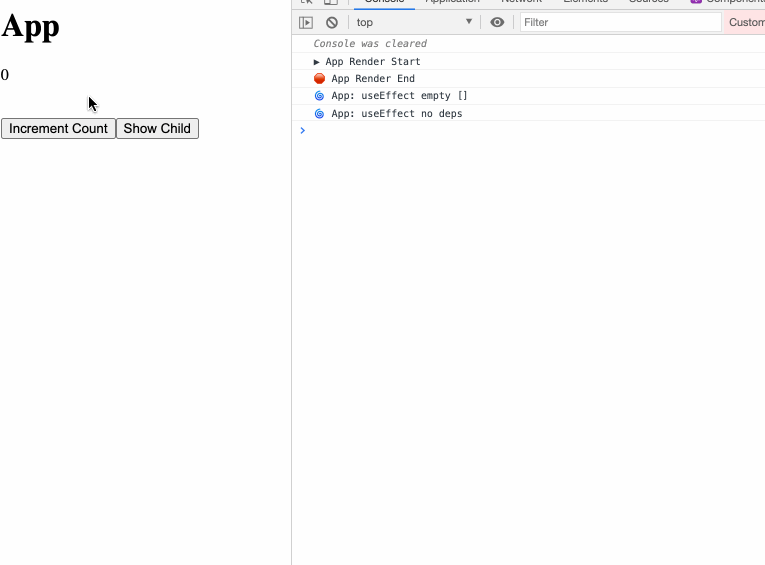 App
0
Increment Count Show Child
Console Application Network Elements Sources Components
top Filter Custom
Console was cleared
▶ App Render Start
🛑 App Render End
🌀 App: useEffect empty []
🌀 App: useEffect no deps
>